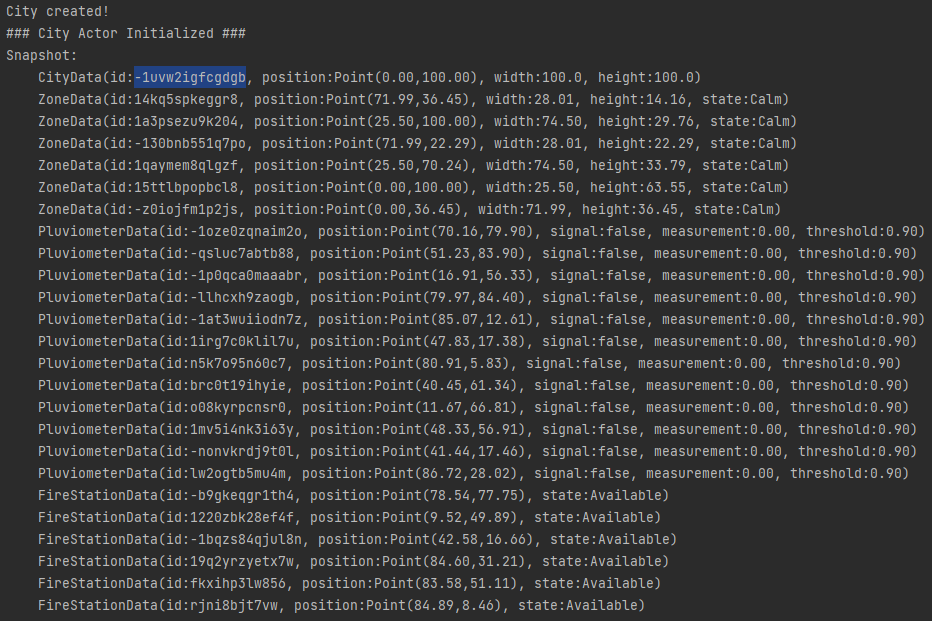 City created!
### City Actor Initialized ###
Snapshot:
CityData(id:-1uvw2igfcgdgb, position:Point(0.00,100.00), width:100.0, height:100.0)
ZoneData(id:14kq5spkeggr8, position:Point(71.99,36.45), width:28.01, height:14.16, state:Calm)
ZoneData(id:1a3psezu9k204, position:Point(25.50,100.00), width:74.50, height:29.76, state:Calm)
ZoneData(id:-130bnb551q7po, position:Point(71.99,22.29), width:28.01, height:22.29, state:Calm)
ZoneData(id:1qaymem8qlgzf, position:Point(25.50,70.24), width:74.50, height:33.79, state:Calm)
ZoneData(id:15ttlbpopbcl8, position:Point(0.00,100.00), width:25.50, height:63.55, state:Calm)
ZoneData(id:-z0iojfm1p2js, position:Point(0.00,36.45), width:71.99, height:36.45, state:Calm)
PluviometerData(id:-1oze0zqnaim2o, position:Point(70.16,79.90), signal:false, measurement:0.00, threshold:0.90)
PluviometerData(id:-qsluc7abtb88, position:Point(51.23,83.90), signal:false, measurement:0.00, threshold:0.90)
PluviometerData(id:-1p0qca0maaabr, position:Point(16.91,56.33), signal:false, measurement:0.00, threshold:0.90)
PluviometerData(id:-llhcxh9zaogb, position:Point(79.97,84.40), signal:false, measurement:0.00, threshold:0.90)
PluviometerData(id:-1at3wuiiodn7z, position:Point(85.07,12.61), signal:false, measurement:0.00, threshold:0.90)
PluviometerData(id:1irg7c0klil7u, position:Point(47.83,17.38), signal:false, measurement:0.00, threshold:0.90)
PluviometerData(id:n5k7o95n60c7, position:Point(80.91,5.83), signal:false, measurement:0.00, threshold:0.90)
PluviometerData(id:brc0t19ihyie, position:Point(40.45,61.34), signal:false, measurement:0.00, threshold:0.90)
PluviometerData(id:o08kyrpcnsr0, position:Point(11.67,66.81), signal:false, measurement:0.00, threshold:0.90)
PluviometerData(id:1mv5i4nk3i63y, position:Point(48.33,56.91), signal:false, measurement:0.00, threshold:0.90)
PluviometerData(id:-nonvkrdj9t0l, position:Point(41.44,17.46), signal:false, measurement:0.00, threshold:0.90)
PluviometerData(id:lw2ogtb5mu4m, position:Point(86.72,28.02), signal:false, measurement:0.00, threshold:0.90)
FireStationData(id:-b9gkeqgr1th4, position:Point(78.54,77.75), state:Available)
FireStationData(id:1220zbk28ef4f, position:Point(9.52,49.89), state:Available)
FireStationData(id:-1bqzs84qjul8n, position:Point(42.58,16.66), state:Available)
FireStationData(id:19q2yrzyetx7w, position:Point(84.60,31.21), state:Available)
FireStationData(id:fkxihp3lw856, position:Point(83.58,51.11), state:Available)
FireStationData(id:rjni8bjt7vw, position:Point(84.89,8.46), state:Available)